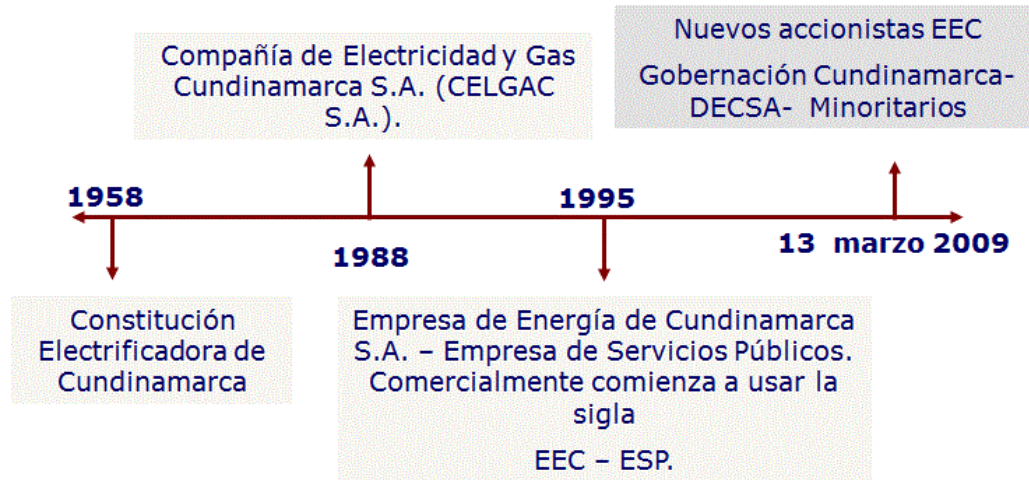 Compañía de Electricidad y Gas
Cundinamarca S.A. (CELGAC
S.A.).
Nuevos accionistas EEC
Gobernación Cundinamarca-
DECSA- Minoritarios
1958
1995
1988
13 marzo 2009
Constitución
Electrificadora de
Cundinamarca
Empresa de Energía de Cundinamarca
S.A. – Empresa de Servicios Públicos.
Comercialmente comienza a usar la
sigla
EEC – ESP.